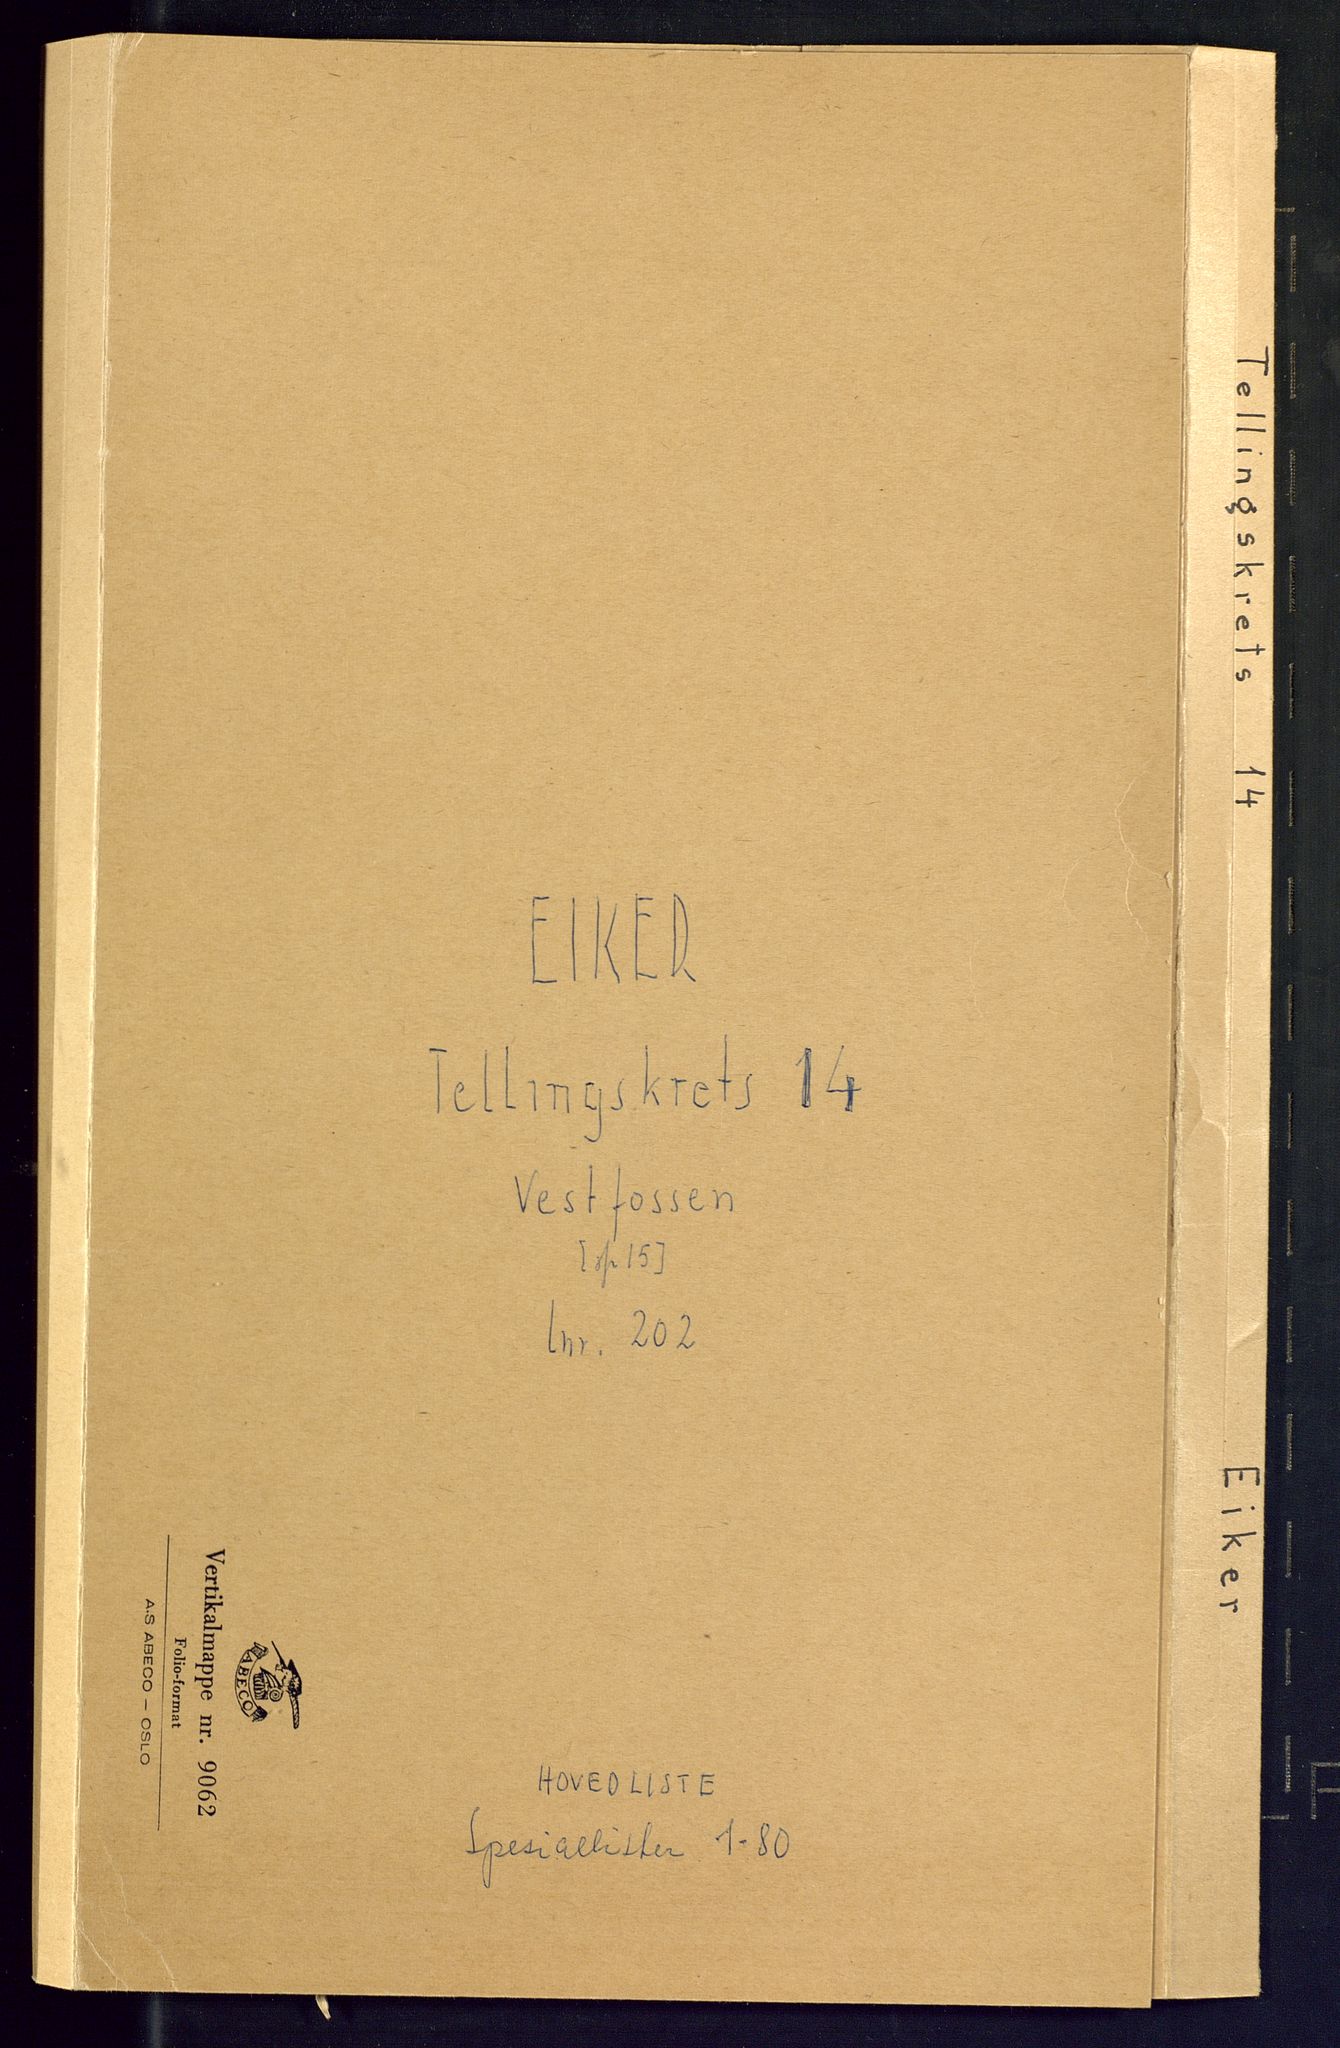 EIKER
Tellingskrets 14
Vestfossen
[sp 15]
lnr. 202
HOVEDLISTE
Spesiallister 1-80
Tellingskrets 14
Eiker
ABECO
Vertikalmappe nr. 9062
Folio-format
A.S ABECO – OSLO